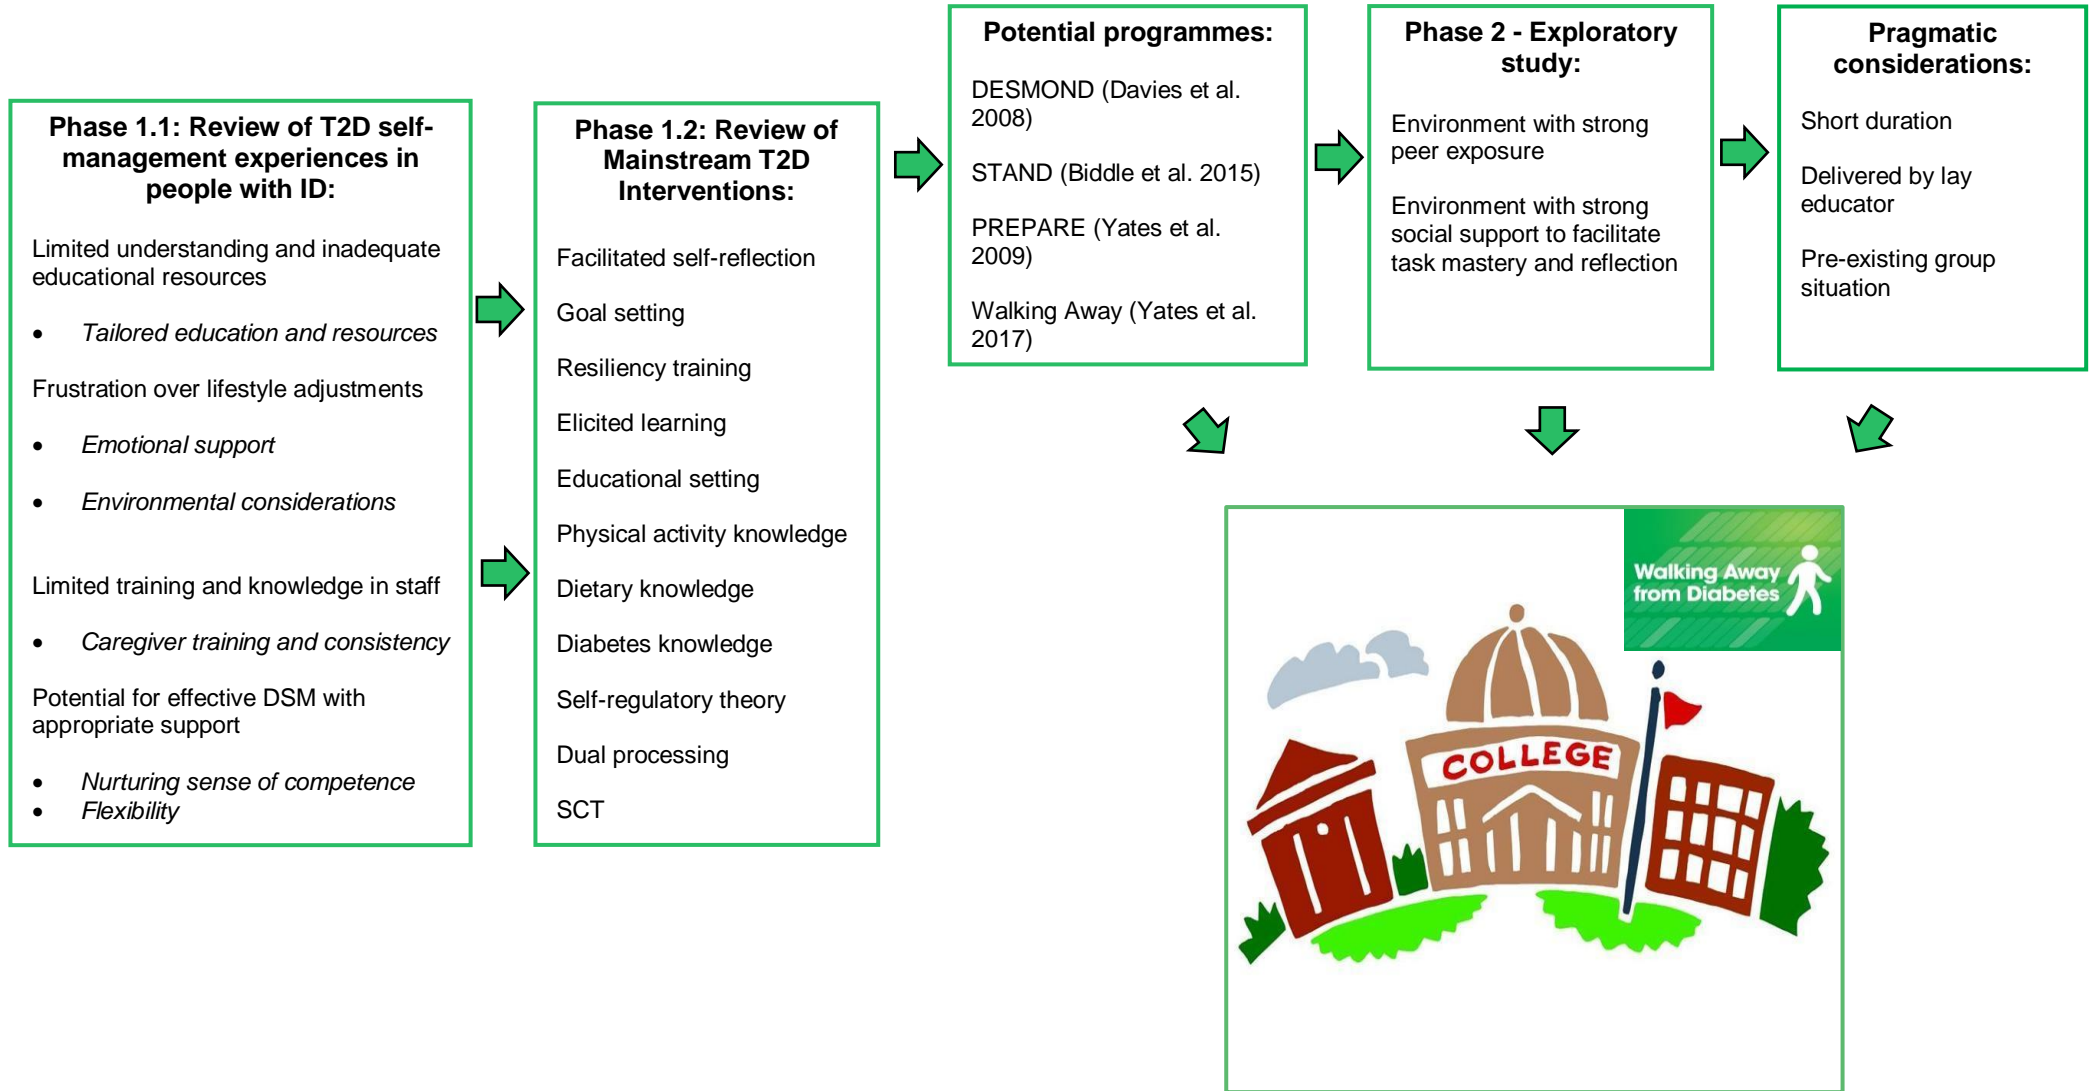 Phase 1.1: Review of T2D self-
management experiences in
people with ID:
Limited understanding and inadequate
educational resources
• Tailored education and resources
Frustration over lifestyle adjustments
• Emotional support
• Environmental considerations
Limited training and knowledge in staff
• Caregiver training and consistency
Potential for effective DSM with
appropriate support
• Nurturing sense of competence
• Flexibility
Phase 1.2: Review of
Mainstream T2D
Interventions:
Facilitated self-reflection
Goal setting
Resiliency training
Elicited learning
Educational setting
Physical activity knowledge
Dietary knowledge
Diabetes knowledge
Self-regulatory theory
Dual processing
SCT
Potential programmes:
DESMOND (Davies et al.
2008)
STAND (Biddle et al. 2015)
PREPARE (Yates et al.
2009)
Walking Away (Yates et al.
2017)
Phase 2 - Exploratory
study:
Environment with strong
peer exposure
Environment with strong
social support to facilitate
task mastery and reflection
Pragmatic
considerations:
Short duration
Delivered by lay
educator
Pre-existing group
situation
Walking Away
from Diabetes
COLLEGE